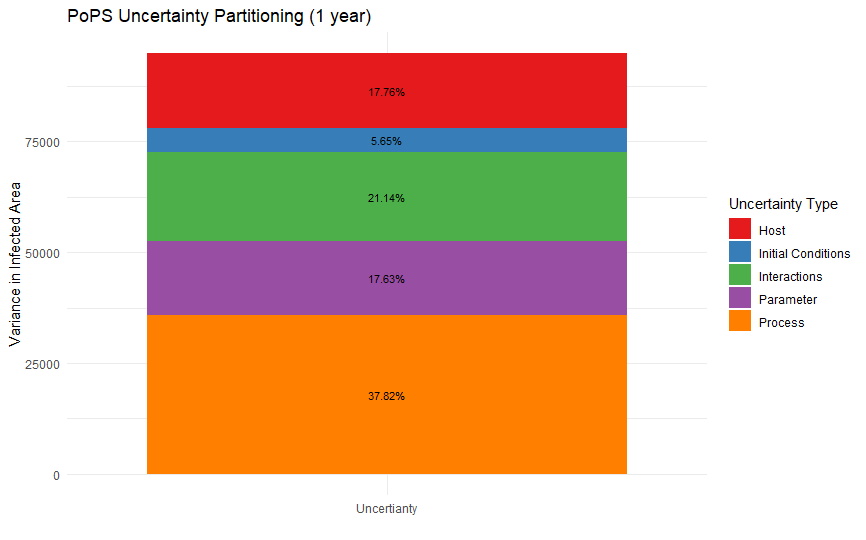 PoPS Uncertainty Partitioning (1 year)
Variance in Infected Area
75000
50000
25000
0
17.76%
5.65%
21.14%
17.63%
37.82%
Uncertianty
Uncertainty Type
Host
Initial Conditions
Interactions
Parameter
Process